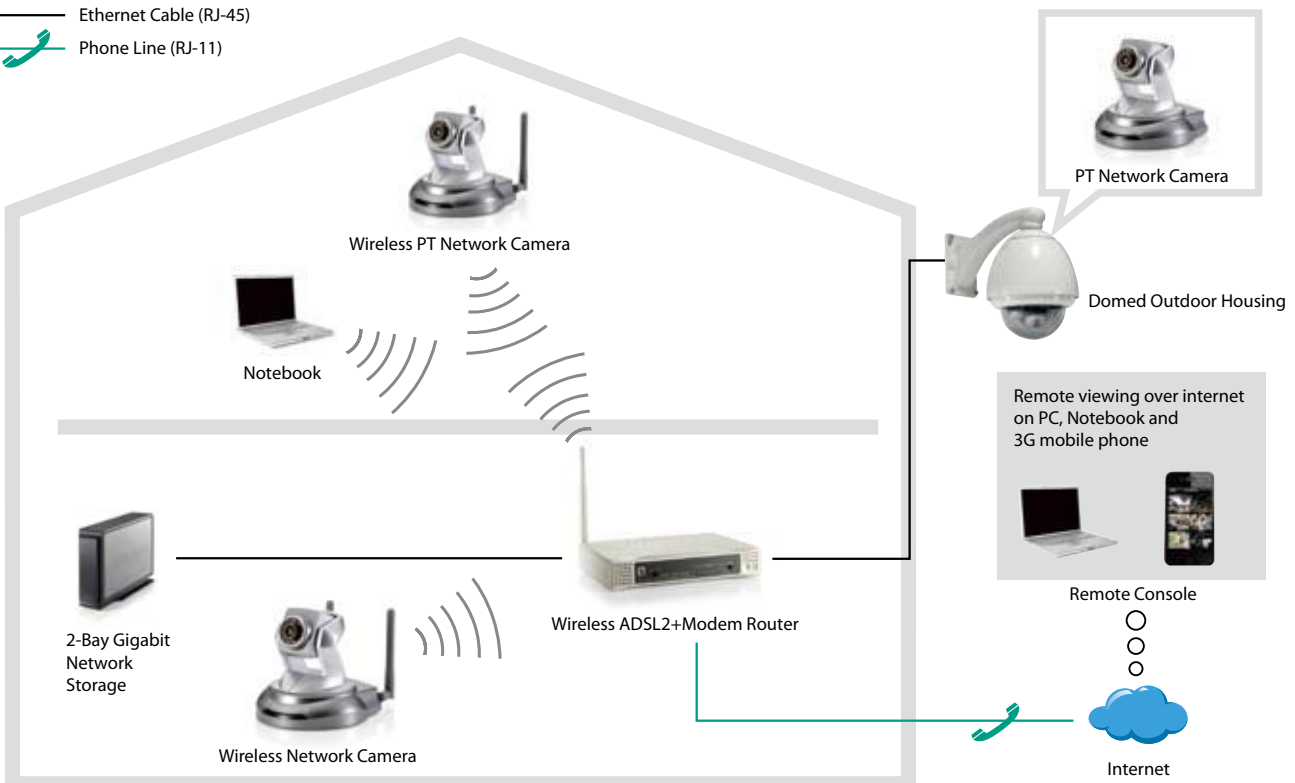 Ethernet Cable (RJ-45)
Phone Line (RJ-11)
PT Network Camera
Wireless PT Network Camera
Domed Outdoor Housing
Notebook
Remote viewing over internet
on PC, Notebook and
3G mobile phone
Remote Console
Wireless ADSL2+Modem Router
2-Bay Gigabit
Network
Storage
Wireless Network Camera
Internet